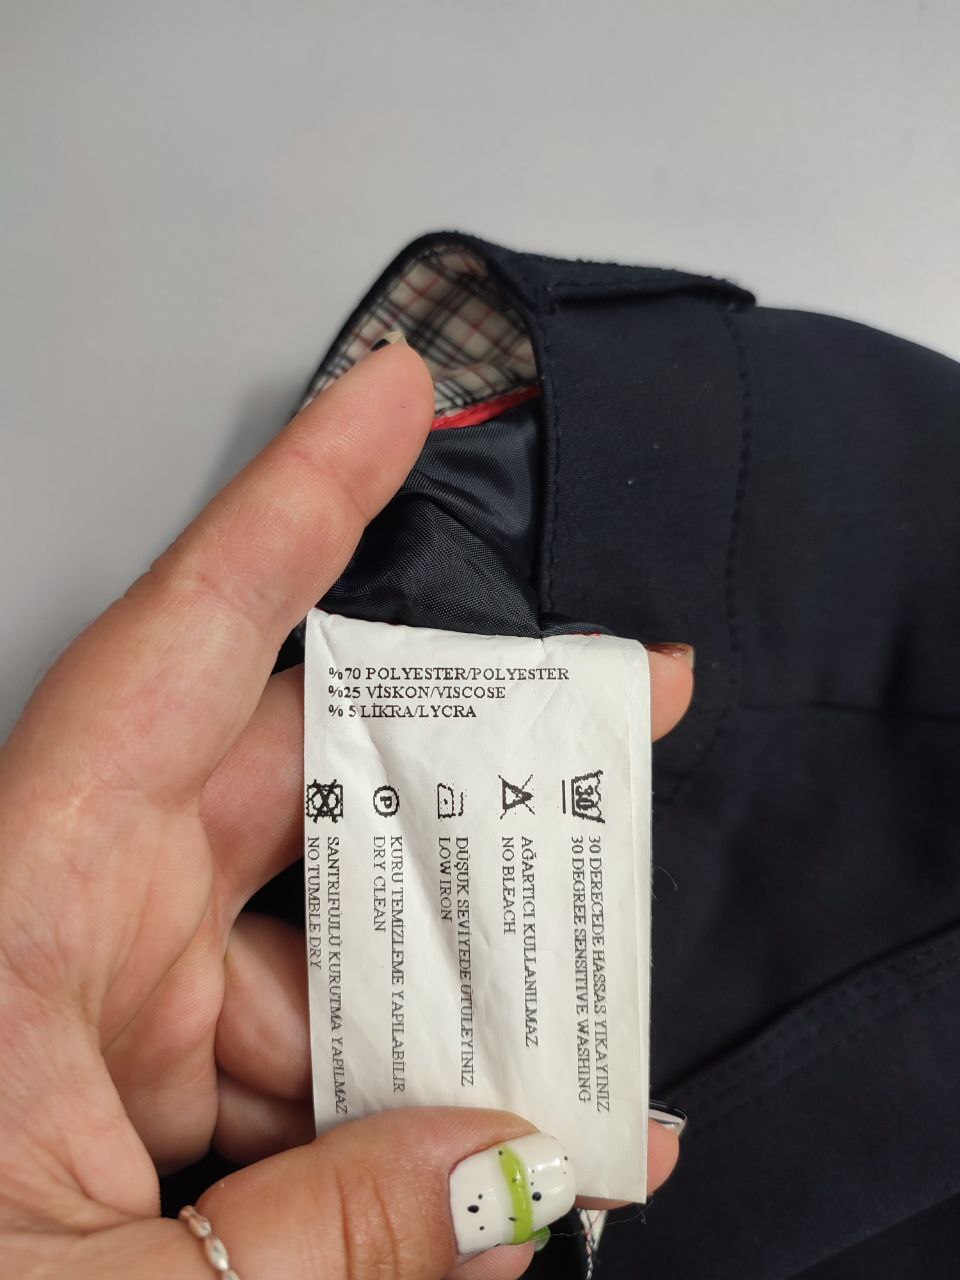 %70 POLYESTER/POLYESTER
%25 VİSKON/VISCOSE
% 5 LİKRA/LYCRA
30
30 DERECEDE HASSAS YIKAYINIZ
30 DEGREE SENSITIVE WASHING
AĞARTICI KULLANILMAZ
NO BLEACH
DÜŞÜK SEVİYEDE ÜTÜLEYİNİZ
LOW IRON
P
KURU TEMİZLEME YAPILABİLİR
DRY CLEAN
SANTRIFÜJLÜ KURUTMA YAPILMAZ
NO TUMBLE DRY